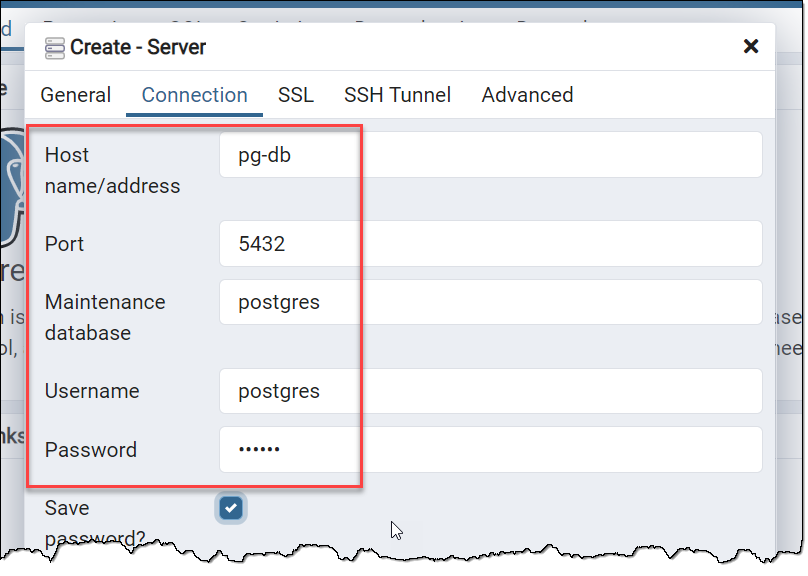 Create - Server
General Connection SSL SSH Tunnel Advanced
Host
name/address
pg-db
Port
5432
Maintenance
database
postgres
Username
postgres
Password
••••••
Save
password?